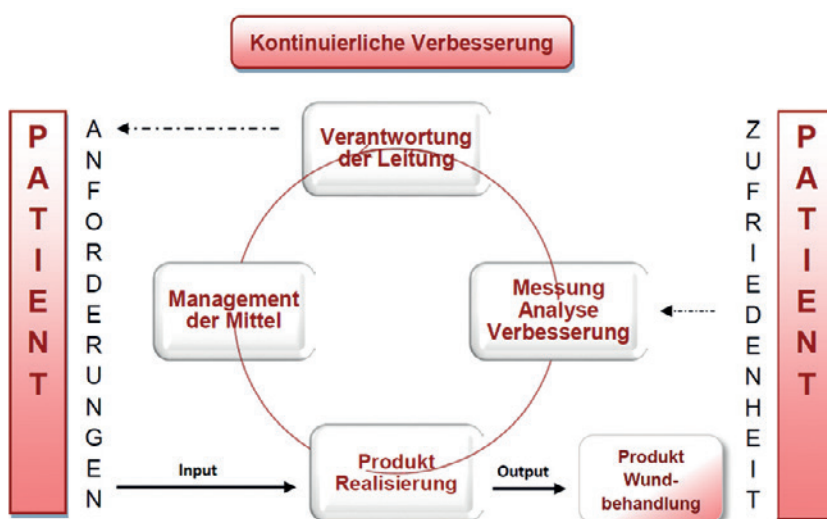 Kontinuierliche Verbesserung
PATIENT
ANFORDERUNGEN
Verantwortung
der Leitung
Management
der Mittel
Messung
Analyse
Verbesserung
Produkt
Realisierung
Input
Output
Produkt
Wund-
behandlung
ZUFRIEDENHEIT
PATIENT